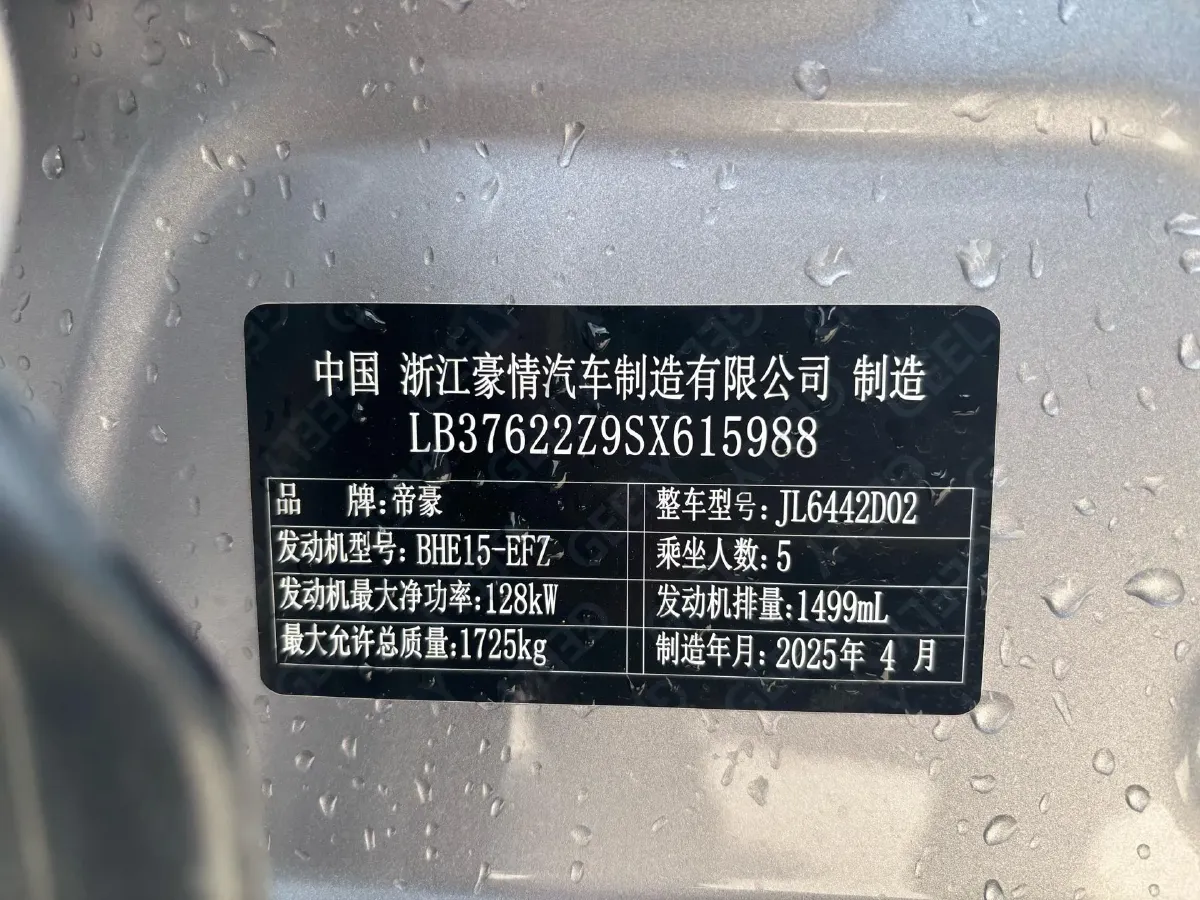 中国 浙江豪情汽车制造有限公司 制造
LB37622Z9SX615988
品 牌:帝豪 整车型号:JL6442D02
发动机型号:BHE15-EFZ 乘坐人数:5
发动机最大净功率:128kW 发动机排量:1499mL
最大允许总质量:1725kg 制造年月:2025年 4 月